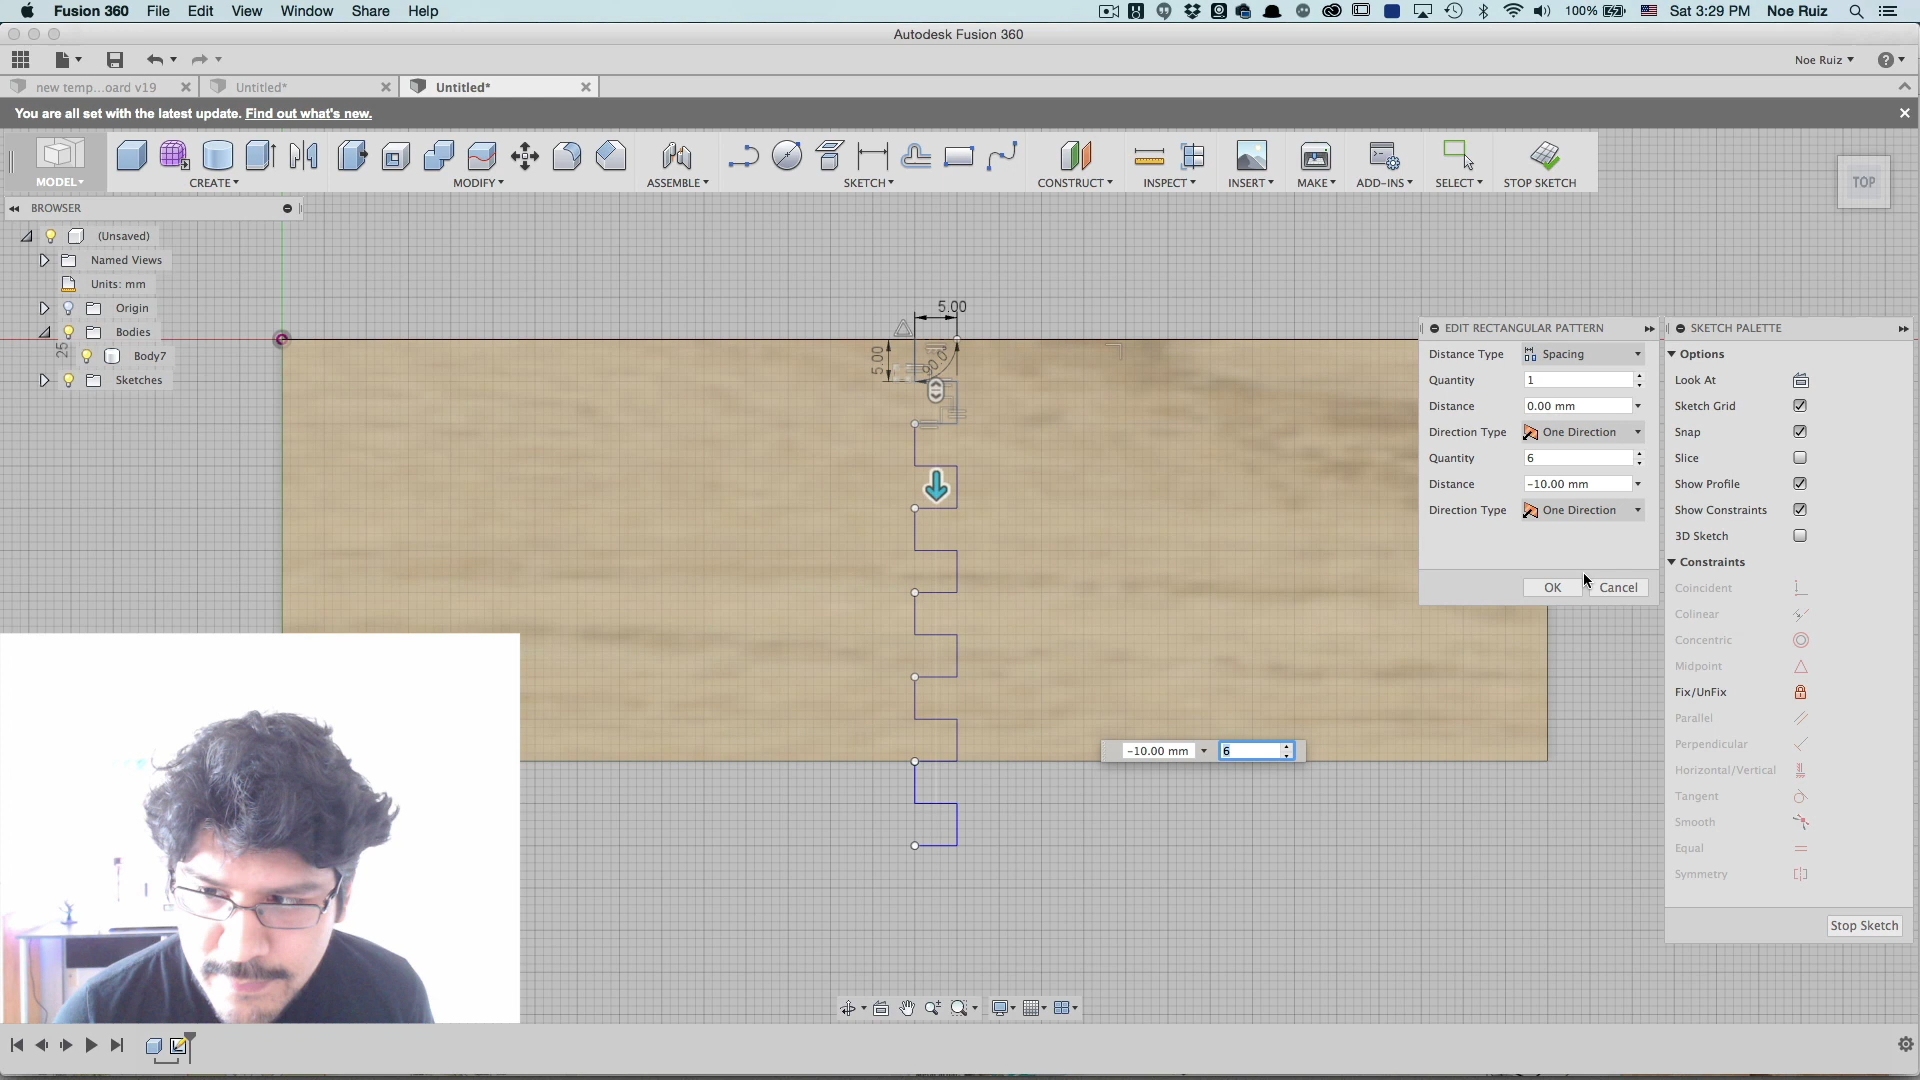 Fusion 360 File Edit View Window Share Help 100% Sat 3:29 PM Noe Ruiz
Autodesk Fusion 360
Noe Ruiz
new temp...oard v19 Untitled* Untitled*
You are all set with the latest update. Find out what's new.
MODEL CREATE MODIFY ASSEMBLE SKETCH CONSTRUCT INSPECT INSERT MAKE ADD-INS SELECT STOP SKETCH
TOP
BROWSER
(Unsaved)
Named Views
Units: mm
Origin
Bodies
Body7
Sketches
25
5.00
5.00
90.0
EDIT RECTANGULAR PATTERN
Distance Type Spacing
Quantity 1
Distance 0.00 mm
Direction Type One Direction
Quantity 6
Distance -10.00 mm
Direction Type One Direction
OK Cancel
SKETCH PALETTE
Options
Look At
Sketch Grid
Snap
Slice
Show Profile
Show Constraints
3D Sketch
Constraints
Coincident
Colinear
Concentric
Midpoint
Fix/UnFix
Parallel
Perpendicular
Horizontal/Vertical
Tangent
Smooth
Equal
Symmetry
Stop Sketch
-10.00 mm 6